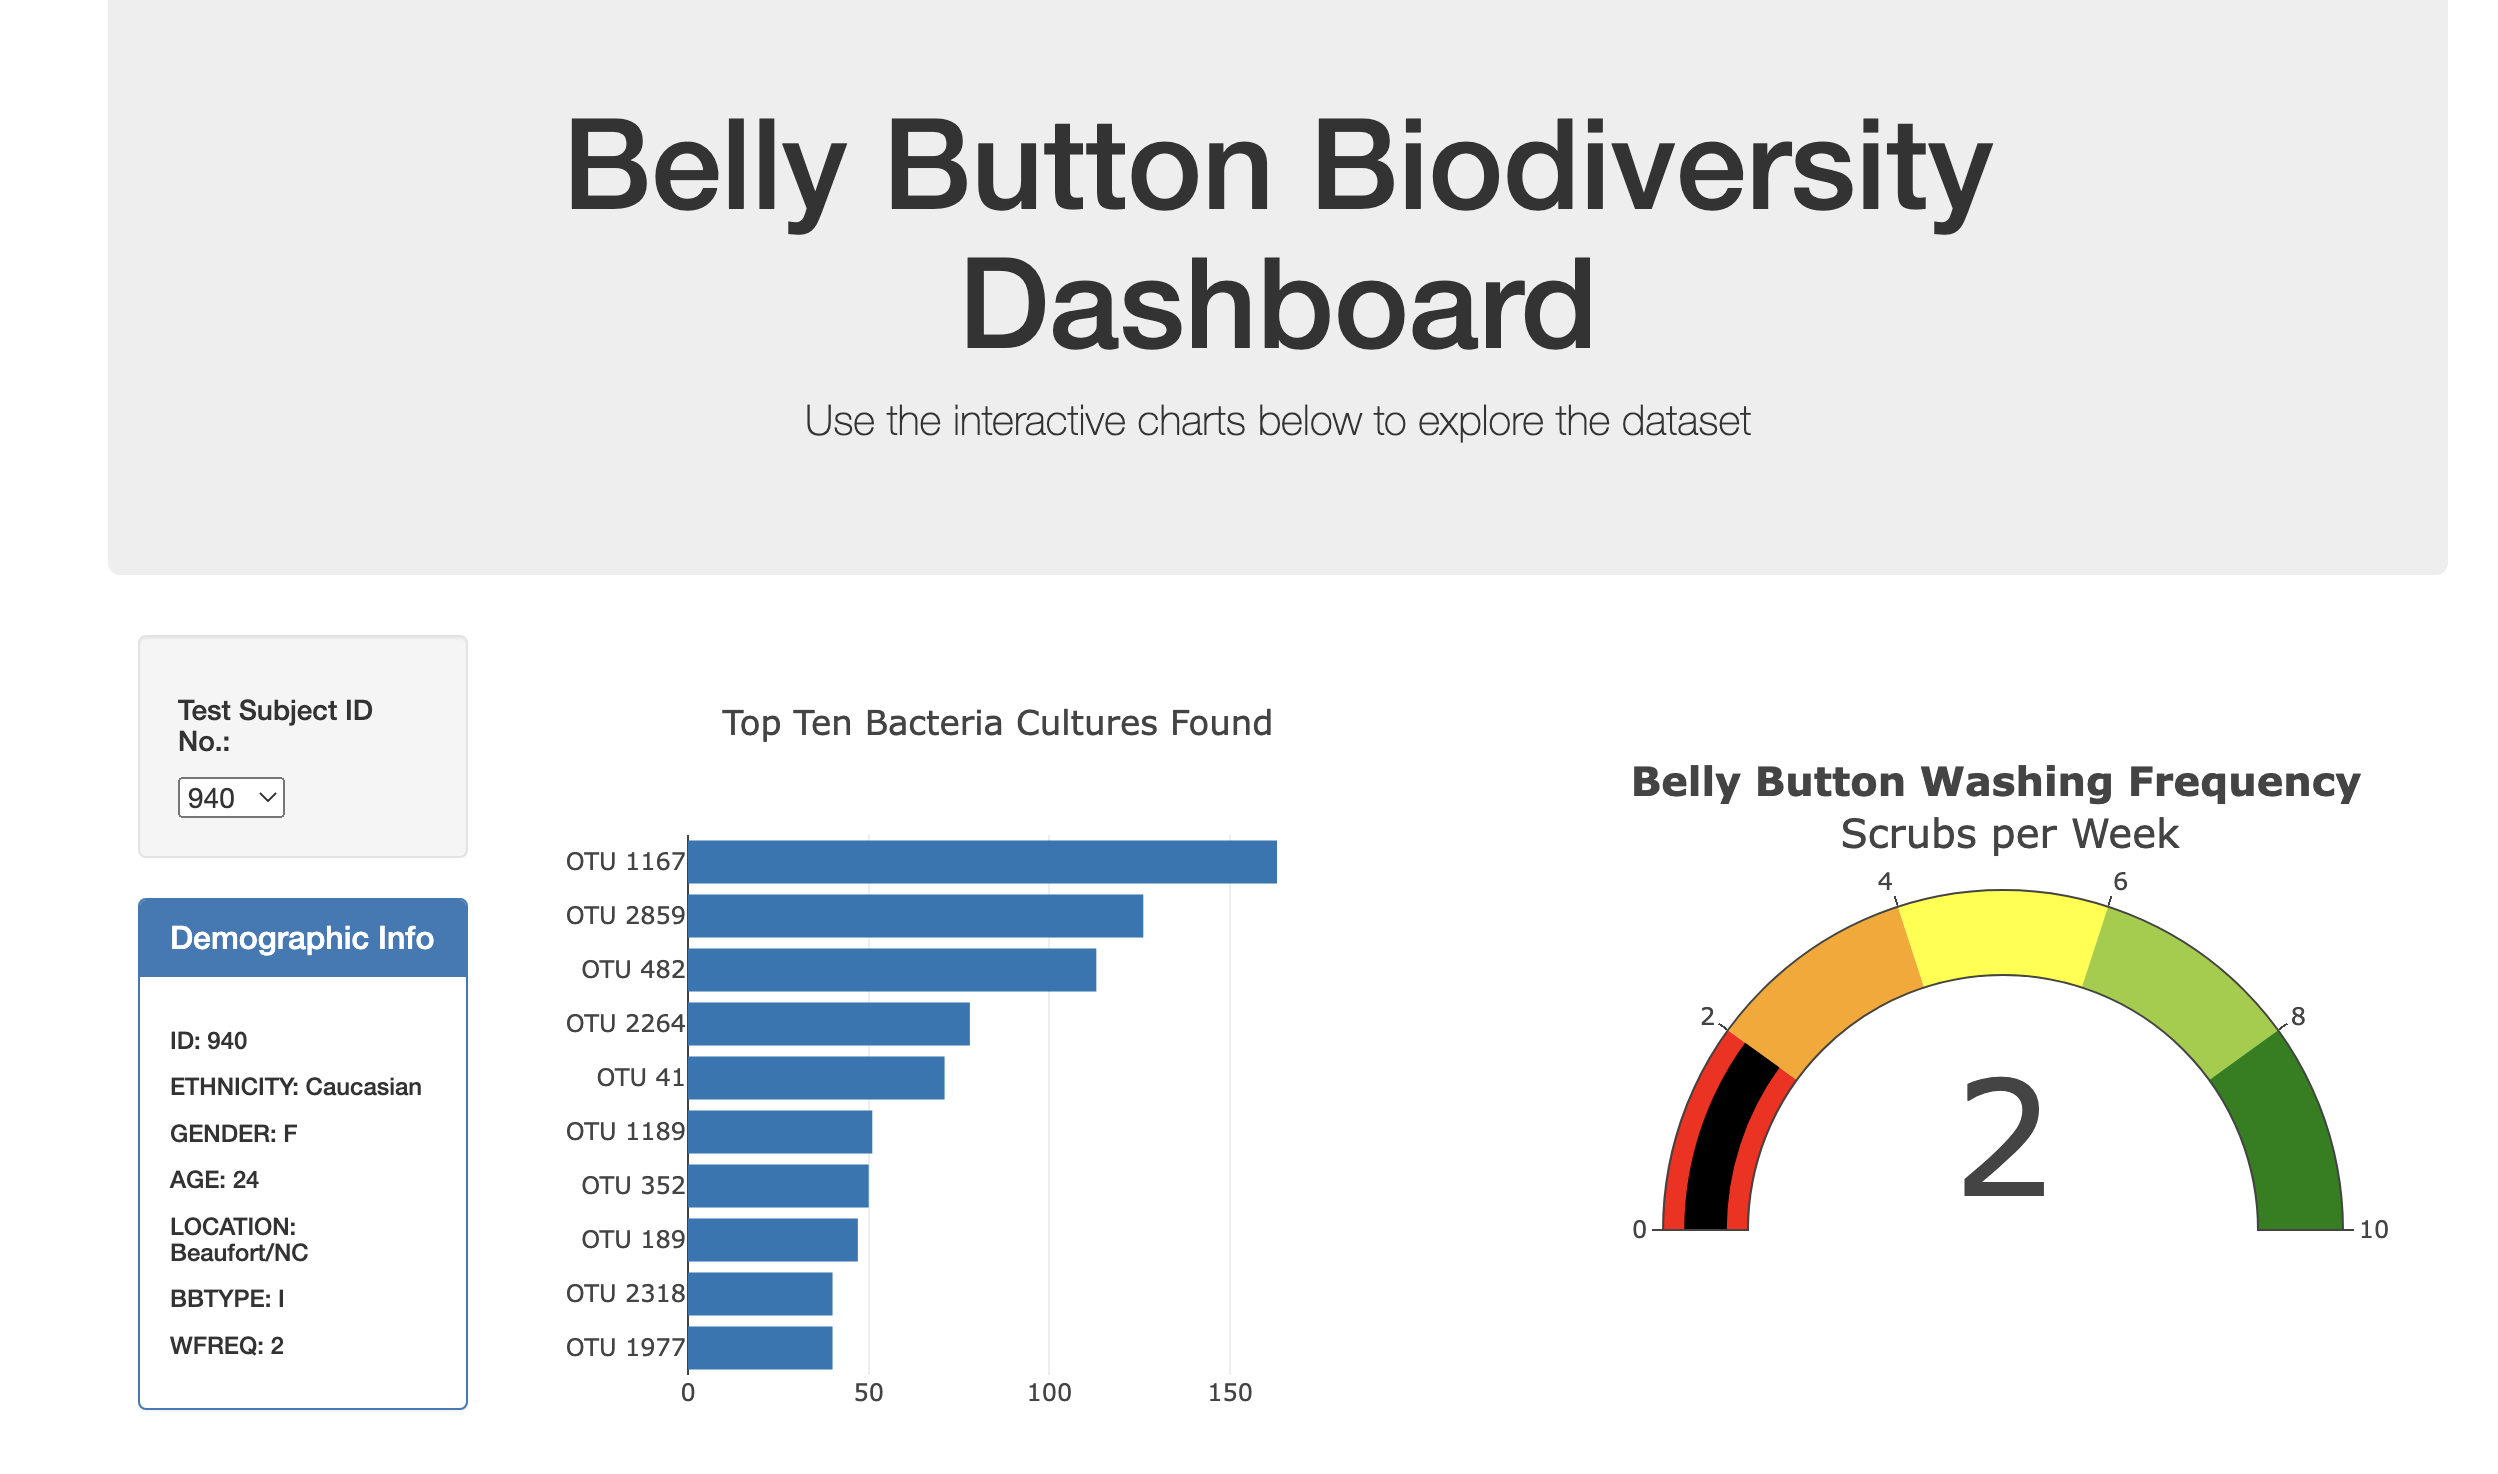 Belly Button Biodiversity
Dashboard
Use the interactive charts below to explore the dataset
Test Subject ID
No.:
940
Demographic Info
ID: 940
ETHNICITY: Caucasian
GENDER: F
AGE: 24
LOCATION:
Beaufort/NC
BBTYPE: I
WFREQ: 2
Top Ten Bacteria Cultures Found
OTU 1167
OTU 2859
OTU 482
OTU 2264
OTU 41
OTU 1189
OTU 352
OTU 189
OTU 2318
OTU 1977
0 50 100 150
Belly Button Washing Frequency
Scrubs per Week
4 6
2 8
2
0 10